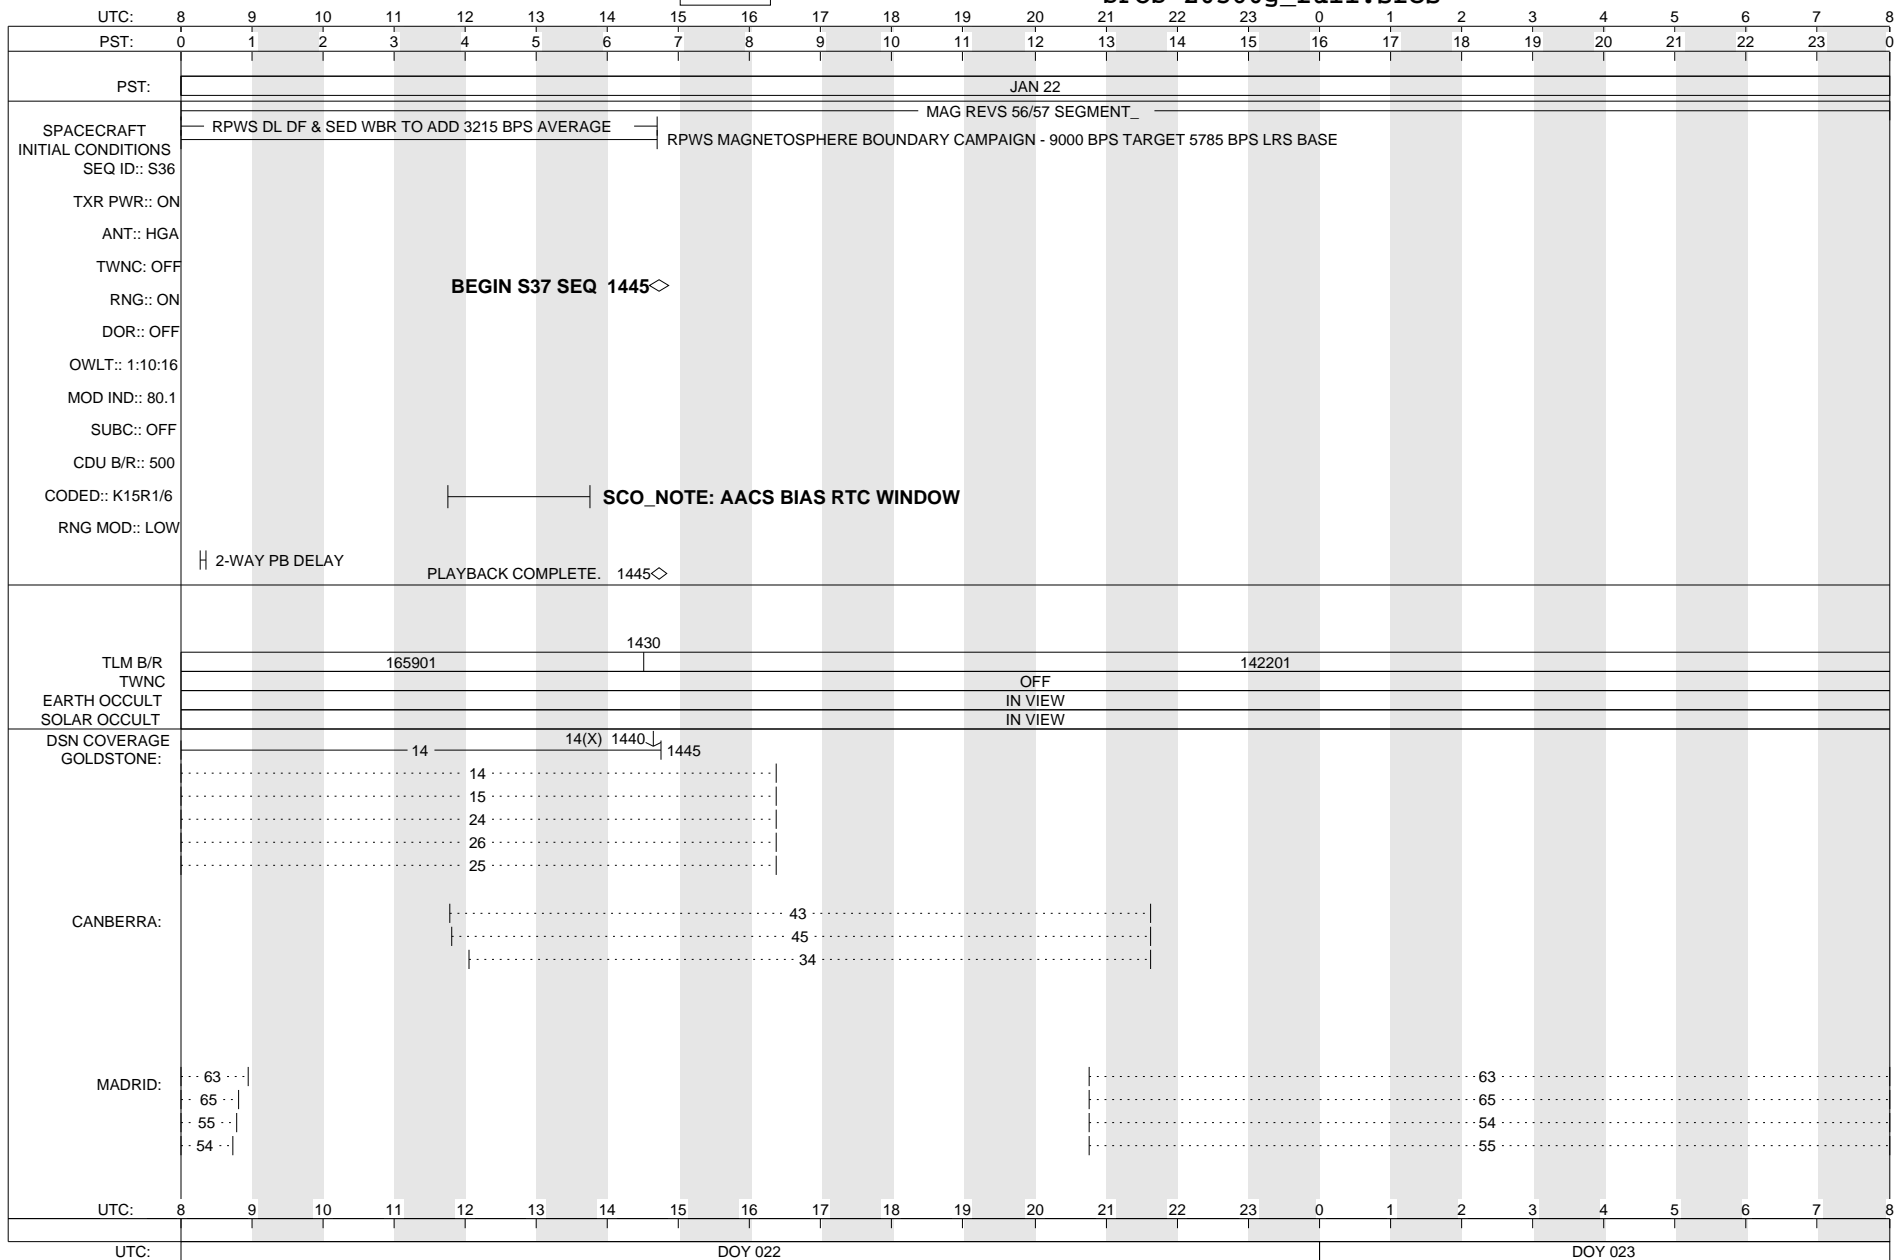 UTC: 8 9 10 11 12 13 14 15 16 17 18 19 20 21 22 23 0 1 2 3 4 5 6 7 8
PST: 0 1 2 3 4 5 6 7 8 9 10 11 12 13 14 15 16 17 18 19 20 21 22 23 0
PST: JAN 22
MAG REVS 56/57 SEGMENT_
RPWS DL DF & SED WBR TO ADD 3215 BPS AVERAGE
RPWS MAGNETOSPHERE BOUNDARY CAMPAIGN - 9000 BPS TARGET 5785 BPS LRS BASE
SPACECRAFT
INITIAL CONDITIONS
SEQ ID:: S36
TXR PWR:: ON
ANT:: HGA
TWNC: OFF
BEGIN S37 SEQ 1445
RNG:: ON
DOR:: OFF
OWLT:: 1:10:16
MOD IND:: 80.1
SUBC:: OFF
CDU B/R:: 500
CODED:: K15R1/6
SCO_NOTE: AACS BIAS RTC WINDOW
RNG MOD:: LOW
2-WAY PB DELAY
PLAYBACK COMPLETE. 1445
1430
TLM B/R 165901 142201
TWNC OFF
EARTH OCCULT IN VIEW
SOLAR OCCULT IN VIEW
DSN COVERAGE 14(X) 1440
GOLDSTONE: 14 1445
14
15
24
26
25
CANBERRA: 43
45
34
MADRID: 63 63
65 65
55 54
54 55
UTC: 8 9 10 11 12 13 14 15 16 17 18 19 20 21 22 23 0 1 2 3 4 5 6 7 8
UTC: DOY 022 DOY 023